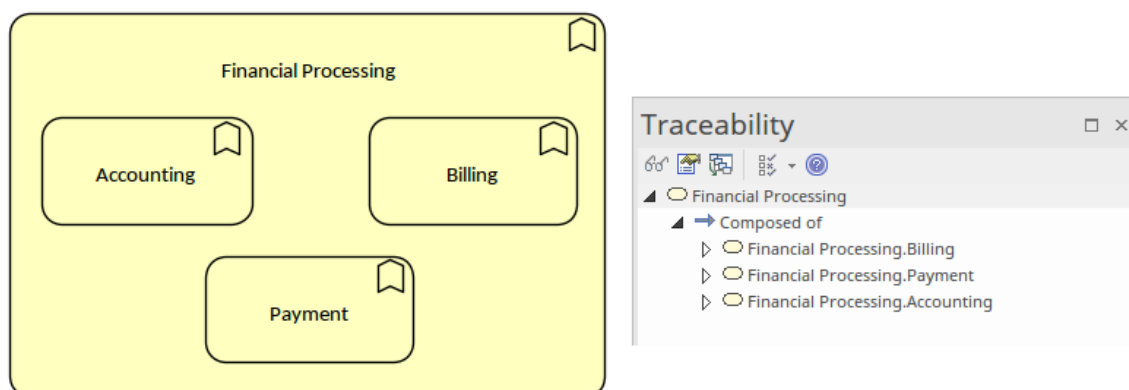 Financial Processing
Accounting
Billing
Payment
Traceability
Financial Processing
Composed of
Financial Processing.Billing
Financial Processing.Payment
Financial Processing.Accounting